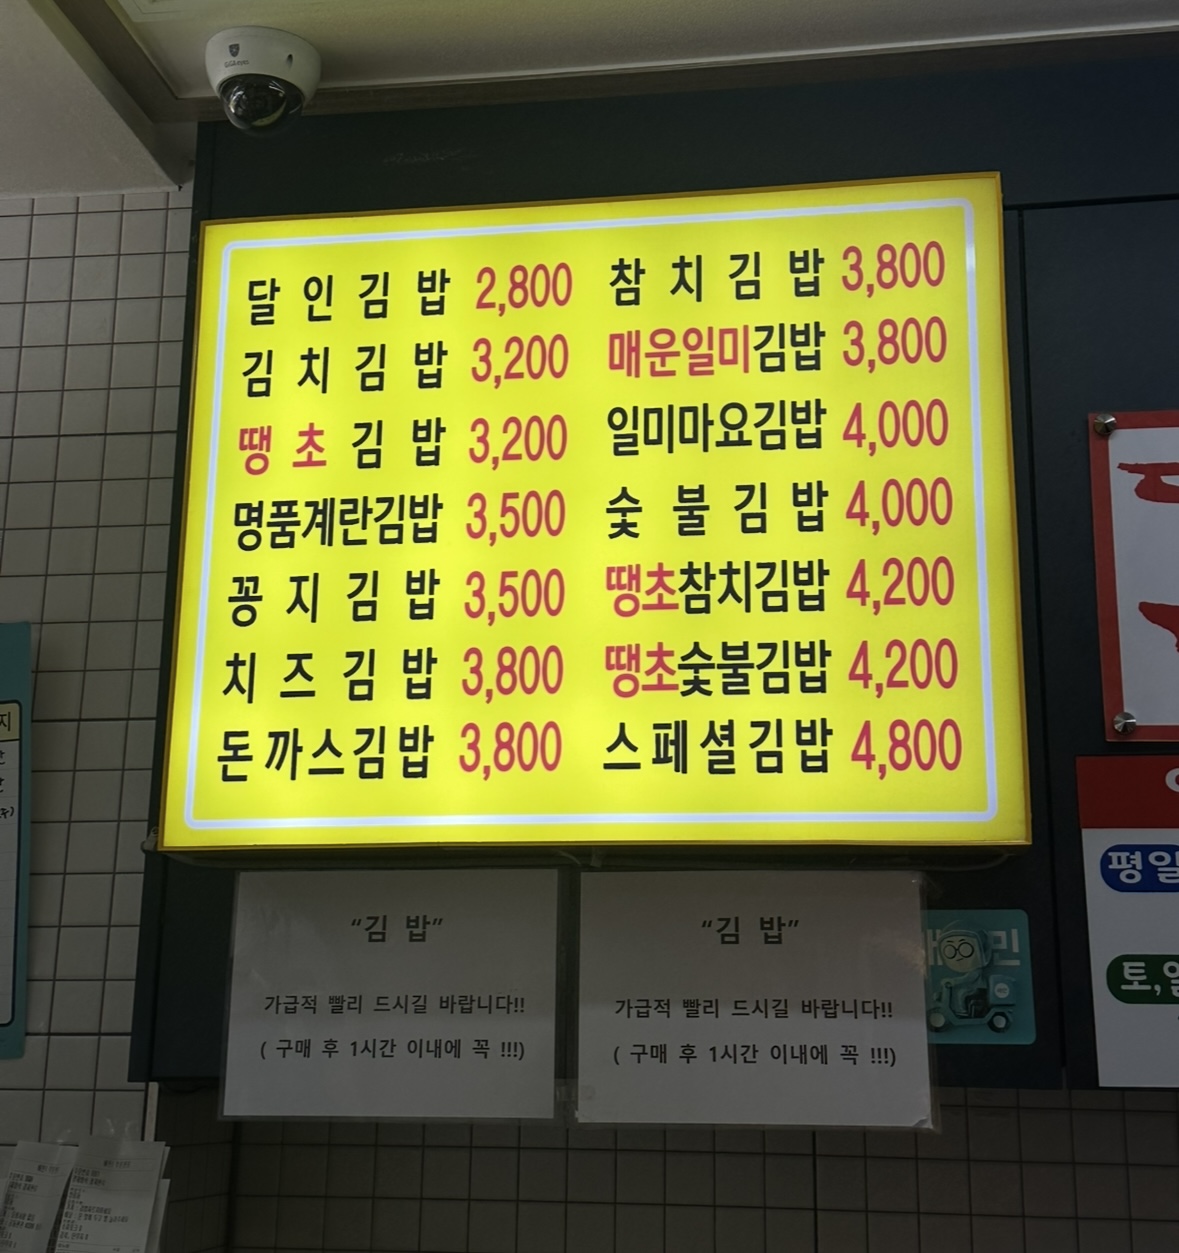 달인김밥 2,800
김치김밥 3,200
땡초김밥 3,200
명품계란김밥 3,500
꽁지김밥 3,500
치즈김밥 3,800
돈까스김밥 3,800
참치김밥 3,800
매운일미김밥 3,800
일미마요김밥 4,000
숯불김밥 4,000
땡초참치김밥 4,200
땡초숯불김밥 4,200
스페셜김밥 4,800
“김 밥”
가급적 빨리 드시길 바랍니다!!
( 구매 후 1시간 이내에 꼭 !!!)
“김 밥”
가급적 빨리 드시길 바랍니다!!
( 구매 후 1시간 이내에 꼭 !!!)
민
평일
토,일